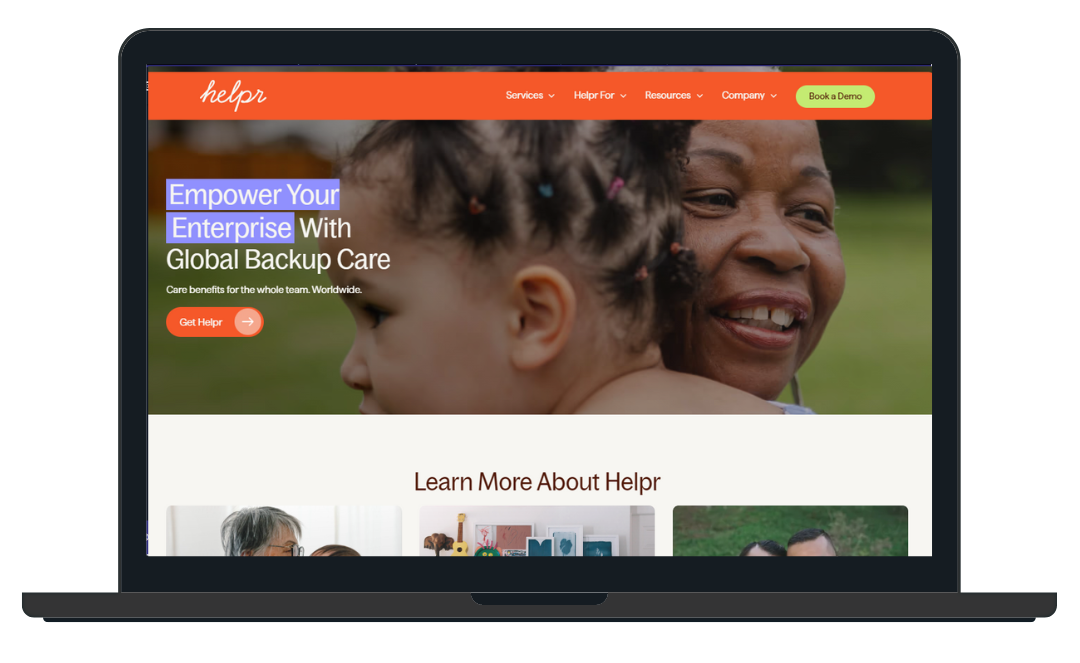 helpr
Services
Helpr For
Resources
Company
Book a Demo
Empower Your
Enterprise With
Global Backup Care
Care benefits for the whole team. Worldwide.
Get Helpr
Learn More About Helpr